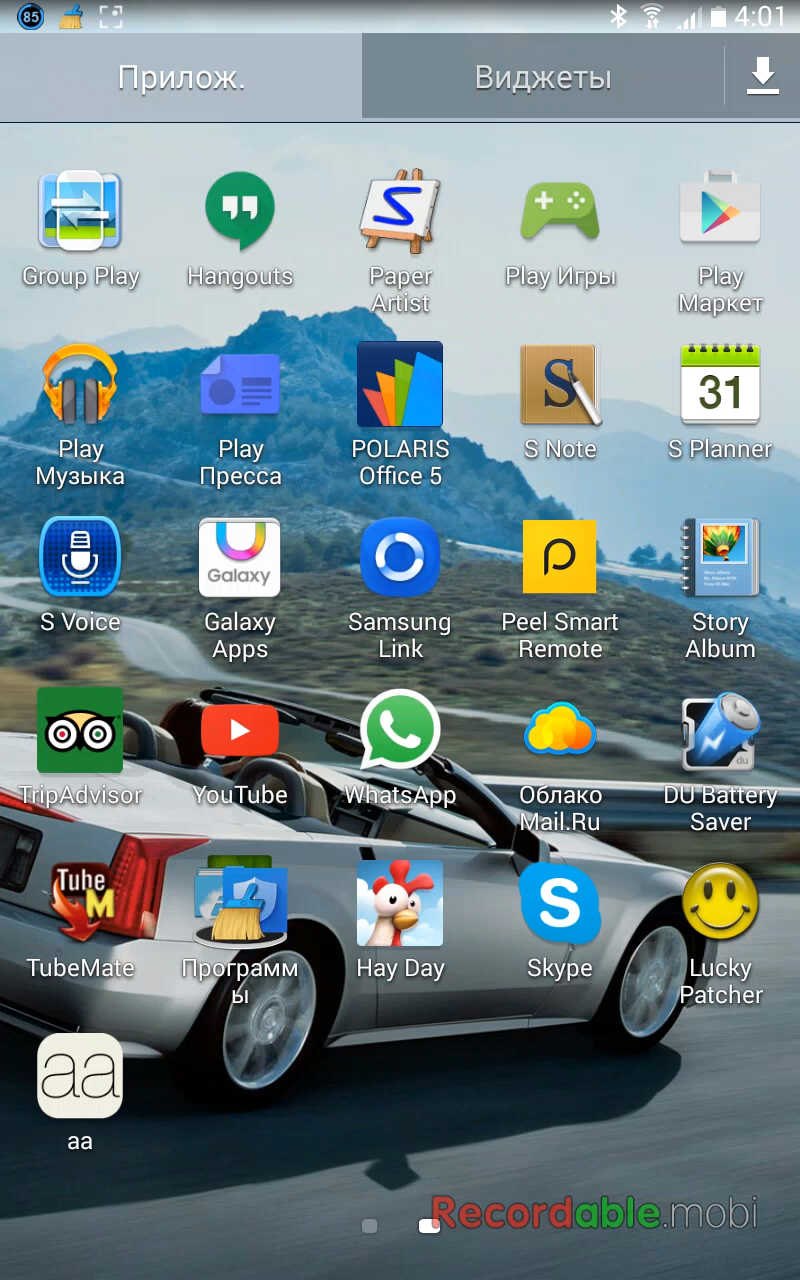 85
4:01
Прилож.
Виджеты
Group Play
Hangouts
Paper
Artist
Play Игры
Play
Маркет
Play
Музыка
Play
Пресса
POLARIS
Office 5
S
31
S Note
S Planner
Galaxy
S Voice
Galaxy
Apps
Samsung
Link
Peel Smart
Remote
Story
Album
du
TripAdvisor
YouTube
WhatsApp
Облако
Mail.Ru
DU Battery
Saver
Tube
M
S
TubeMate
Программ
ы
Hay Day
Skype
Lucky
Patcher
aa
aa
Recordable.mobi